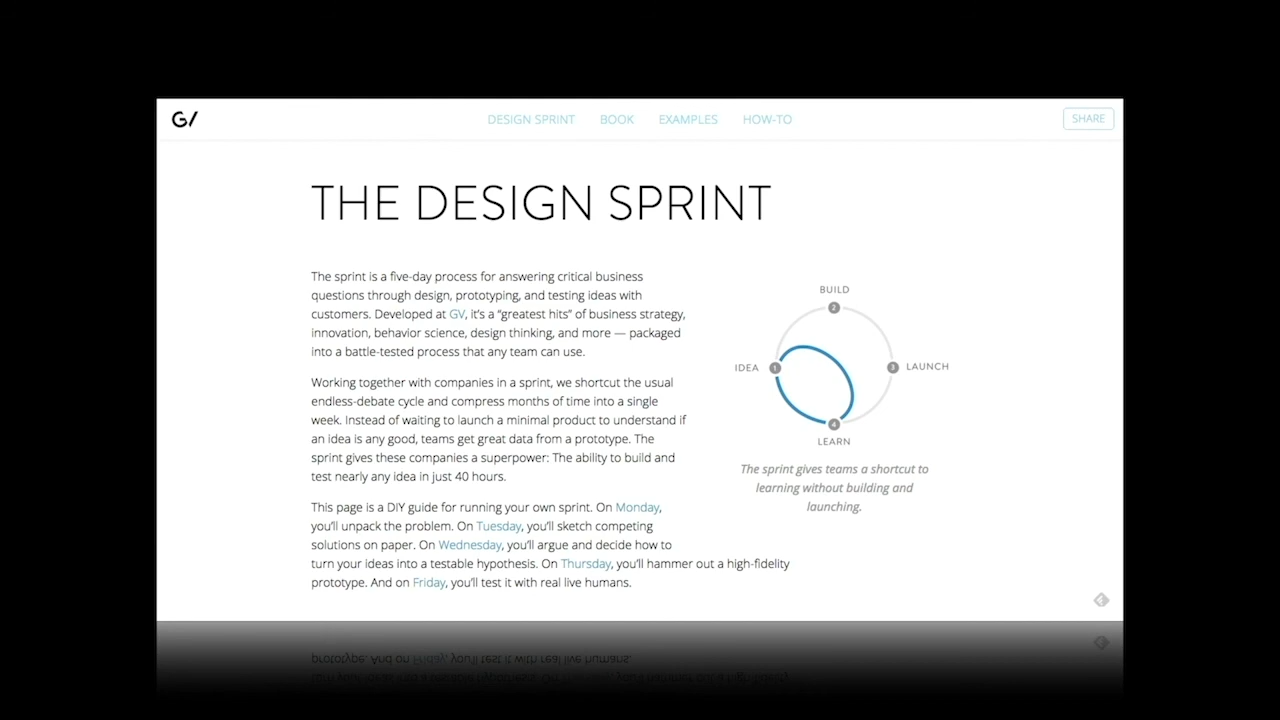 GV
DESIGN SPRINT BOOK EXAMPLES HOW-TO
SHARE
THE DESIGN SPRINT
The sprint is a five-day process for answering critical business
questions through design, prototyping, and testing ideas with
customers. Developed at GV, it's a “greatest hits” of business strategy,
innovation, behavior science, design thinking, and more — packaged
into a battle-tested process that any team can use.
Working together with companies in a sprint, we shortcut the usual
endless-debate cycle and compress months of time into a single
week. Instead of waiting to launch a minimal product to understand if
an idea is any good, teams get great data from a prototype. The
sprint gives these companies a superpower: The ability to build and
test nearly any idea in just 40 hours.
This page is a DIY guide for running your own sprint. On Monday,
you'll unpack the problem. On Tuesday, you'll sketch competing
solutions on paper. On Wednesday, you'll argue and decide how to
turn your ideas into a testable hypothesis. On Thursday, you'll hammer out a high-fidelity
prototype. And on Friday, you'll test it with real live humans.
BUILD
2
IDEA 1
3 LAUNCH
4
LEARN
The sprint gives teams a shortcut to
learning without building and
launching.